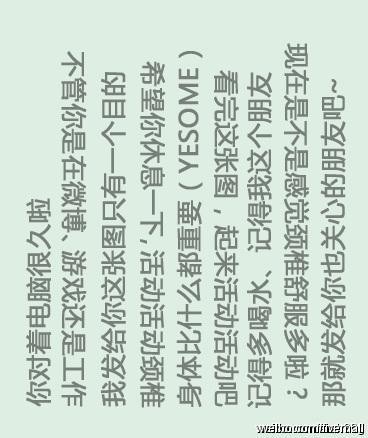 你对着电脑很久啦
不管你是在微博、游戏还是工作
我发给你这张图只有一个目的
希望你休息一下,活动活动颈椎
身体比什么都重要（YESOME）
看完这张图，起来活动活动吧
记得多喝水、记得我这个朋友
现在是不是感觉颈椎舒服多啦？
那就发给你也关心的朋友吧~